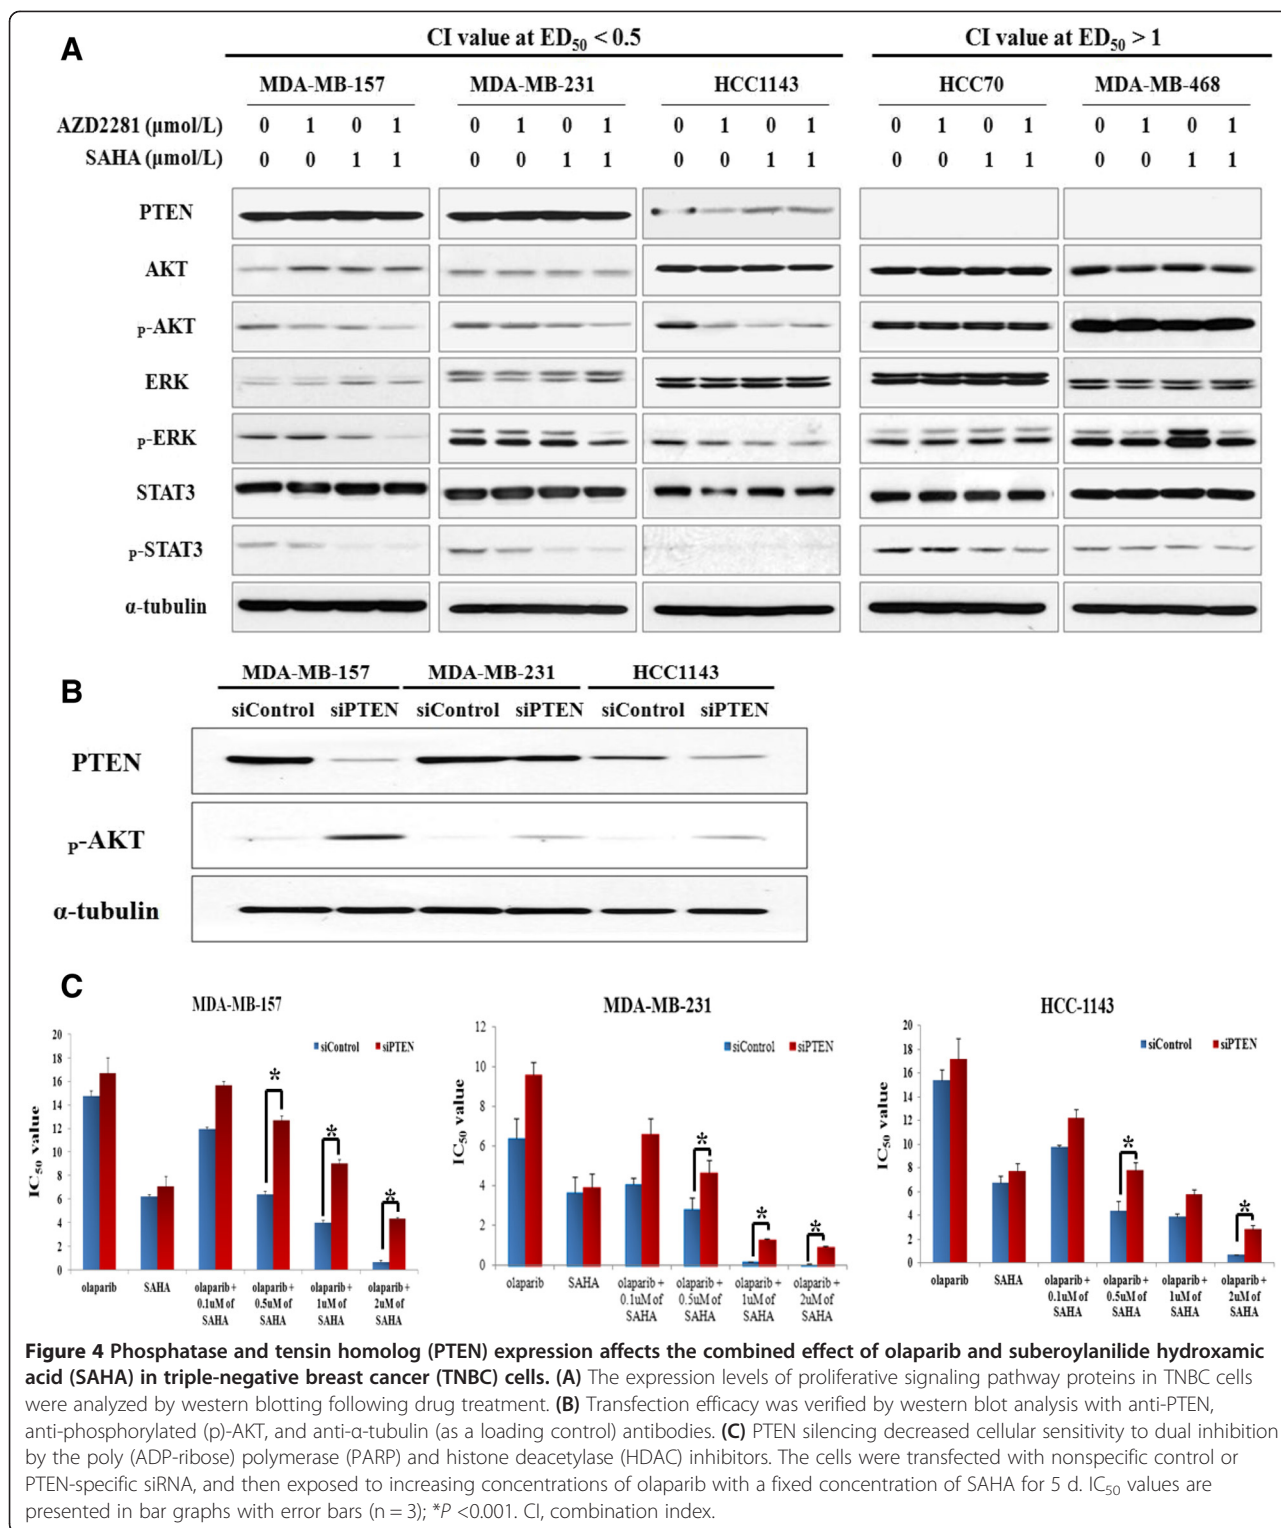 A
CI value at ED50 < 0.5
CI value at ED50 > 1
MDA-MB-157 MDA-MB-231 HCC1143 HCC70 MDA-MB-468
AZD2281 (μmol/L) 0 1 0 1 0 1 0 1 0 1 0 1 0 1 0 1 0 1 0 1
SAHA (μmol/L) 0 0 1 1 0 0 1 1 0 0 1 1 0 0 1 1 0 0 1 1
PTEN
AKT
p-AKT
ERK
p-ERK
STAT3
p-STAT3
α-tubulin
B
MDA-MB-157 MDA-MB-231 HCC1143
siControl siPTEN siControl siPTEN siControl siPTEN
PTEN
P-AKT
α-tubulin
C
MDA-MB-157
siControl siPTEN
IC50 value
20
18
16
14
12
10
8
6
4
2
0
* * *
olaparib
SAHA
olaparib + 0.1uM of SAHA
olaparib + 0.5uM of SAHA
olaparib + 1uM of SAHA
olaparib + 2uM of SAHA
MDA-MB-231
siControl siPTEN
IC50 value
12
10
8
6
4
2
0
* * *
olaparib
SAHA
olaparib + 0.1uM of SAHA
olaparib + 0.5uM of SAHA
olaparib + 1uM of SAHA
olaparib + 2uM of SAHA
HCC-1143
siControl siPTEN
IC50 value
20
18
16
14
12
10
8
6
4
2
0
* *
olaparib
SAHA
olaparib + 0.1uM of SAHA
olaparib + 0.5uM of SAHA
olaparib + 1uM of SAHA
olaparib + 2uM of SAHA
Figure 4 Phosphatase and tensin homolog (PTEN) expression affects the combined effect of olaparib and suberoylanilide hydroxamic
acid (SAHA) in triple-negative breast cancer (TNBC) cells. (A) The expression levels of proliferative signaling pathway proteins in TNBC cells
were analyzed by western blotting following drug treatment. (B) Transfection efficacy was verified by western blot analysis with anti-PTEN,
anti-phosphorylated (p)-AKT, and anti-α-tubulin (as a loading control) antibodies. (C) PTEN silencing decreased cellular sensitivity to dual inhibition
by the poly (ADP-ribose) polymerase (PARP) and histone deacetylase (HDAC) inhibitors. The cells were transfected with nonspecific control or
PTEN-specific siRNA, and then exposed to increasing concentrations of olaparib with a fixed concentration of SAHA for 5 d. IC50 values are
presented in bar graphs with error bars (n = 3); *P <0.001. CI, combination index.